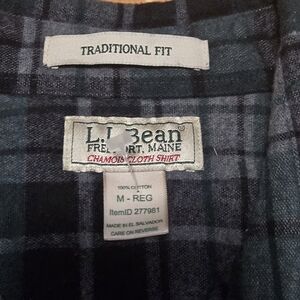 TRADITIONAL FIT
L.L.Bean
FREEPORT, MAINE
CHAMOIS CLOTH SHIRT
100% COTTON
M - REG
ItemID 277981
MADE IN EL SALVADOR
CARE ON REVERSE